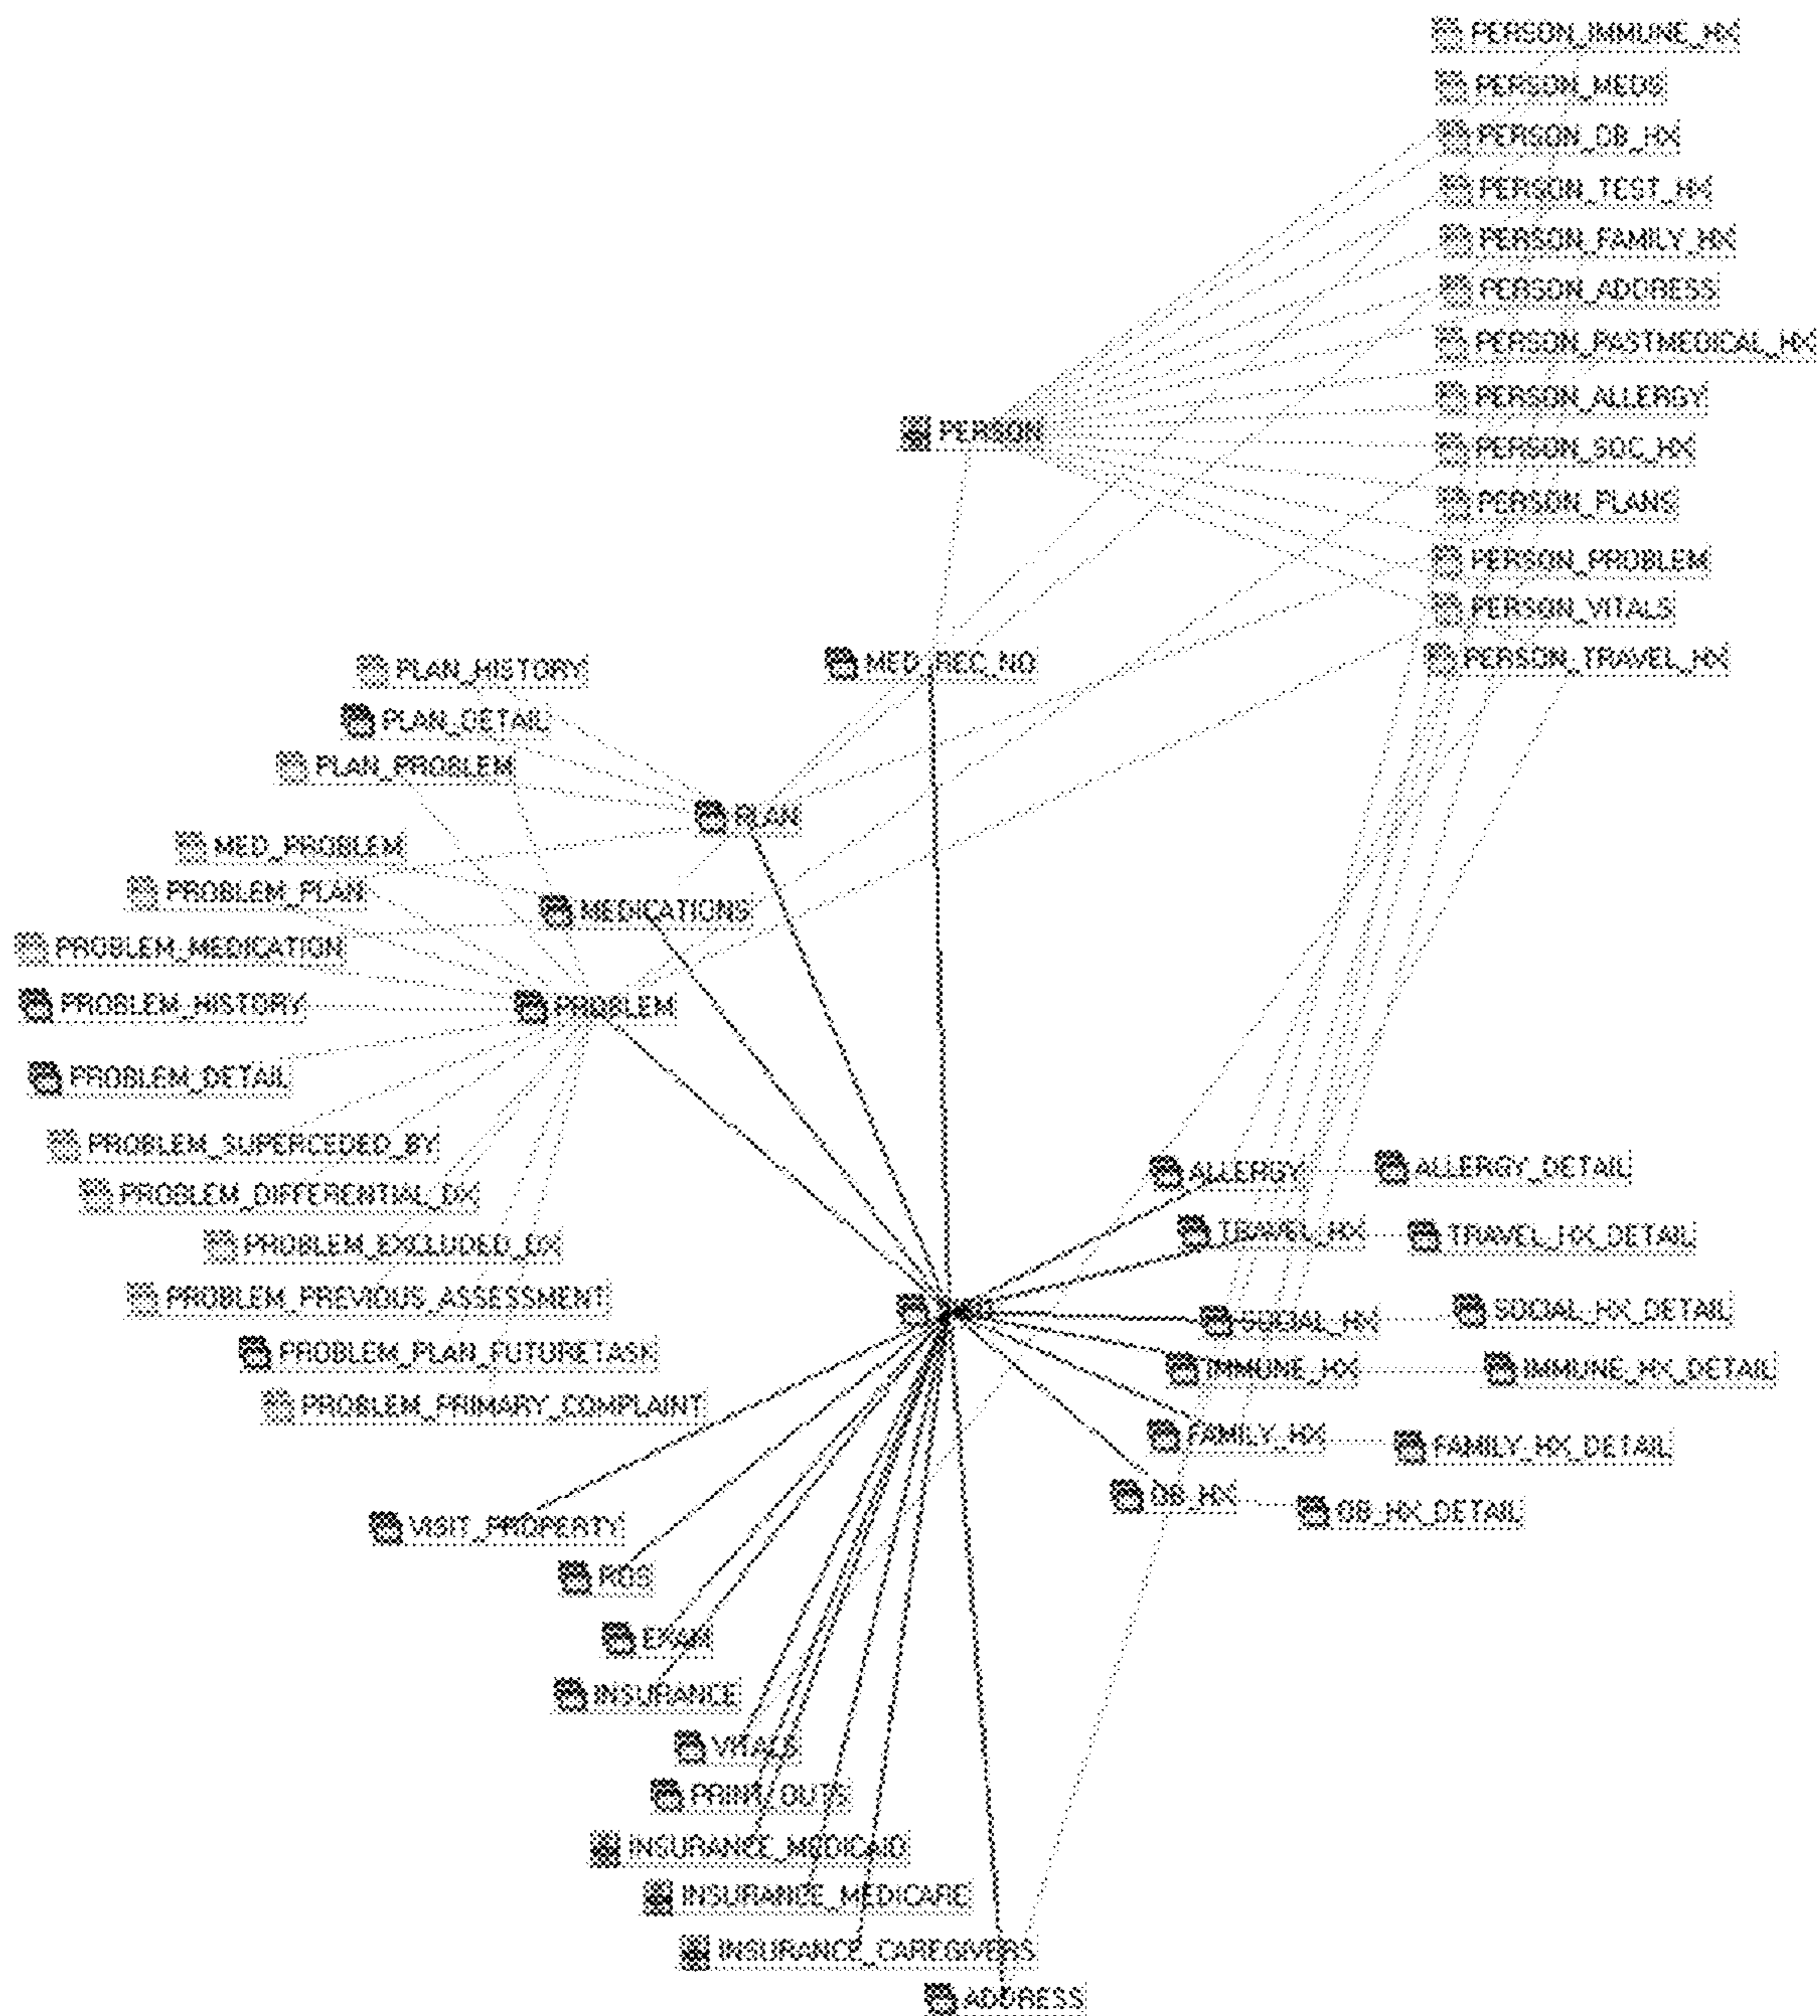 PERSON_IMMUNE_HX
PERSON_MEDS
PERSON_OB_HX
PERSON_TEST_HX
PERSON_FAMILY_HX
PERSON_ADDRESS
PERSON_PASTMEDICAL_HX
PERSON_ALLERGY
PERSON
PERSON_SOC_HX
PERSON_PLANS
PERSON_PROBLEM
PERSON_VITALS
PERSON_TRAVEL_HX
MED_REC_NO
PLAN_HISTORY
PLAN_DETAIL
PLAN_PROBLEM
PLAN
MED_PROBLEM
PROBLEM_PLAN
MEDICATIONS
PROBLEM_MEDICATION
PROBLEM_HISTORY
PROBLEM
PROBLEM_DETAIL
PROBLEM_SUPERCEDED_BY
PROBLEM_DIFFERENTIAL_DX
PROBLEM_EXCLUDED_DX
PROBLEM_PREVIOUS_ASSESSMENT
PROBLEM_PLAN_FUTURETASK
PROBLEM_PRIMARY_COMPLAINT
ALLERGY
ALLERGY_DETAIL
TRAVEL_HX
TRAVEL_HX_DETAIL
SOCIAL_HX
SOCIAL_HX_DETAIL
IMMUNE_HX
IMMUNE_HX_DETAIL
FAMILY_HX
FAMILY_HX_DETAIL
OB_HX
OB_HX_DETAIL
VISIT_PROPERTY
ROS
EXAM
INSURANCE
VITALS
PRINT_OUTS
INSURANCE_MEDICAID
INSURANCE_MEDICARE
INSURANCE_CAREGIVERS
ADDRESS